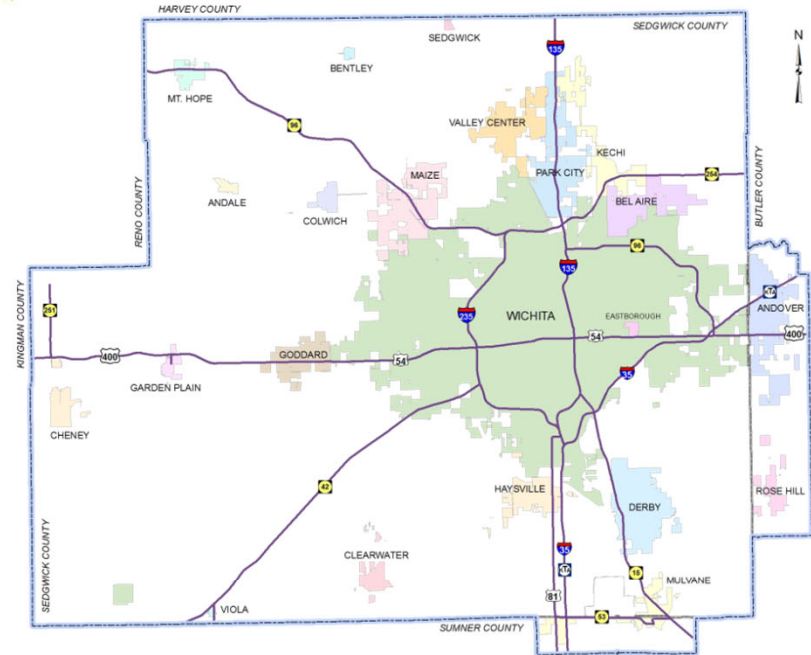 HARVEY COUNTY
SEDGWICK COUNTY
N
SEDGWICK
135
BENTLEY
MT. HOPE
96
VALLEY CENTER
KECHI
PARK CITY
MAIZE
254
BEL AIRE
RENO COUNTY
BUTLER COUNTY
ANDALE
COLWICH
96
135
KTA
ANDOVER
KINGMAN COUNTY
251
235
WICHITA
EASTBOROUGH
400
54
54
400
GODDARD
GARDEN PLAIN
35
CHENEY
42
HAYSVILLE
ROSE HILL
DERBY
SEDGWICK COUNTY
CLEARWATER
35
KTA
15
MULVANE
81
VIOLA
53
SUMNER COUNTY